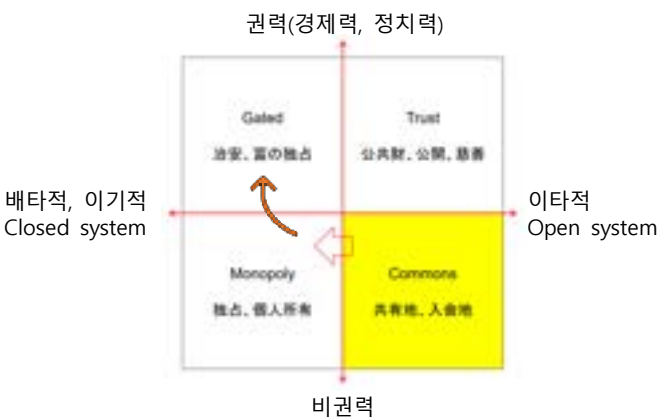 권력(경제력, 정치력)
Gated
治安、富の独占
Trust
公共財、公開、慈善
배타적, 이기적
Closed system
이타적
Open system
Monopoly
独占、個人所有
Commons
共有地、入会地
비권력